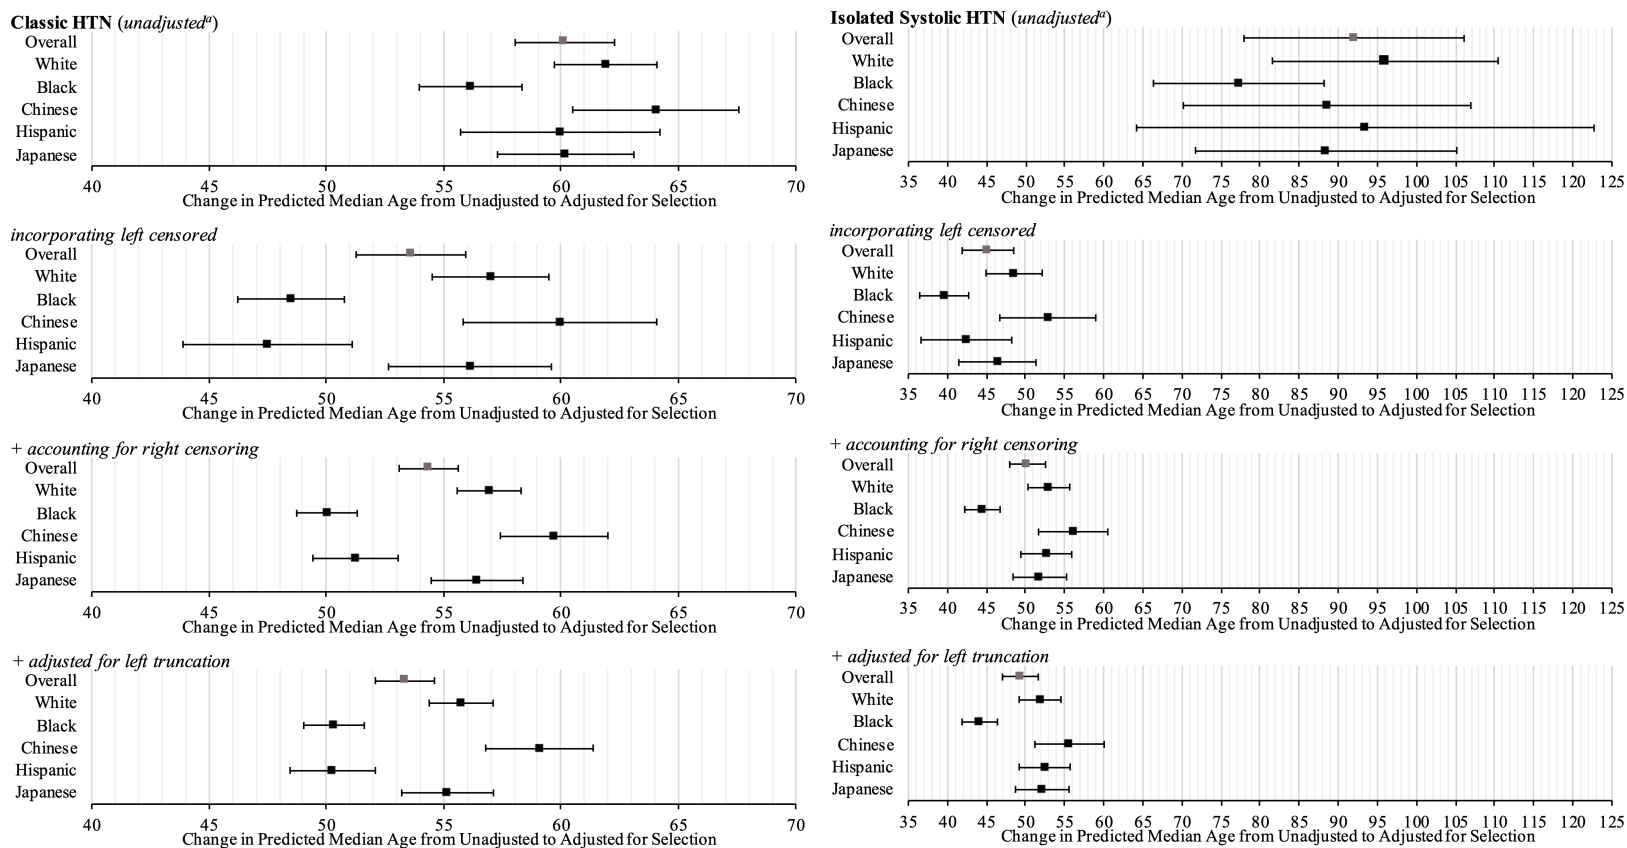 Classic HTN (unadjustedᵃ)
Overall
White
Black
Chinese
Hispanic
Japanese
40 45 50 55 60 65 70
Change in Predicted Median Age from Unadjusted to Adjusted for Selection
incorporating left censored
Overall
White
Black
Chinese
Hispanic
Japanese
40 45 50 55 60 65 70
Change in Predicted Median Age from Unadjusted to Adjusted for Selection
+ accounting for right censoring
Overall
White
Black
Chinese
Hispanic
Japanese
40 45 50 55 60 65 70
Change in Predicted Median Age from Unadjusted to Adjusted for Selection
+ adjusted for left truncation
Overall
White
Black
Chinese
Hispanic
Japanese
40 45 50 55 60 65 70
Change in Predicted Median Age from Unadjusted to Adjusted for Selection
Isolated Systolic HTN (unadjustedᵃ)
Overall
White
Black
Chinese
Hispanic
Japanese
35 40 45 50 55 60 65 70 75 80 85 90 95 100 105 110 115 120 125
Change in Predicted Median Age from Unadjusted to Adjusted for Selection
incorporating left censored
Overall
White
Black
Chinese
Hispanic
Japanese
35 40 45 50 55 60 65 70 75 80 85 90 95 100 105 110 115 120 125
Change in Predicted Median Age from Unadjusted to Adjusted for Selection
+ accounting for right censoring
Overall
White
Black
Chinese
Hispanic
Japanese
35 40 45 50 55 60 65 70 75 80 85 90 95 100 105 110 115 120 125
Change in Predicted Median Age from Unadjusted to Adjusted for Selection
+ adjusted for left truncation
Overall
White
Black
Chinese
Hispanic
Japanese
35 40 45 50 55 60 65 70 75 80 85 90 95 100 105 110 115 120 125
Change in Predicted Median Age from Unadjusted to Adjusted for Selection